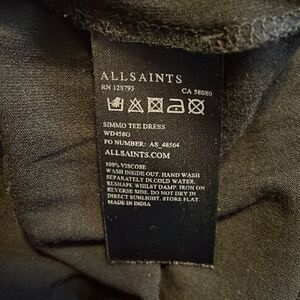 ALLSAINTS
RN 128793 CA 58080
SIMMO TEE DRESS
WD458G
PO NUMBER: AS_48564
ALLSAINTS.COM
100% VISCOSE
WASH INSIDE OUT. HAND WASH
SEPARATELY IN COLD WATER.
RESHAPE WHILST DAMP. IRON ON
REVERSE SIDE. DO NOT DRY IN
DIRECT SUNLIGHT. STORE FLAT.
MADE IN INDIA